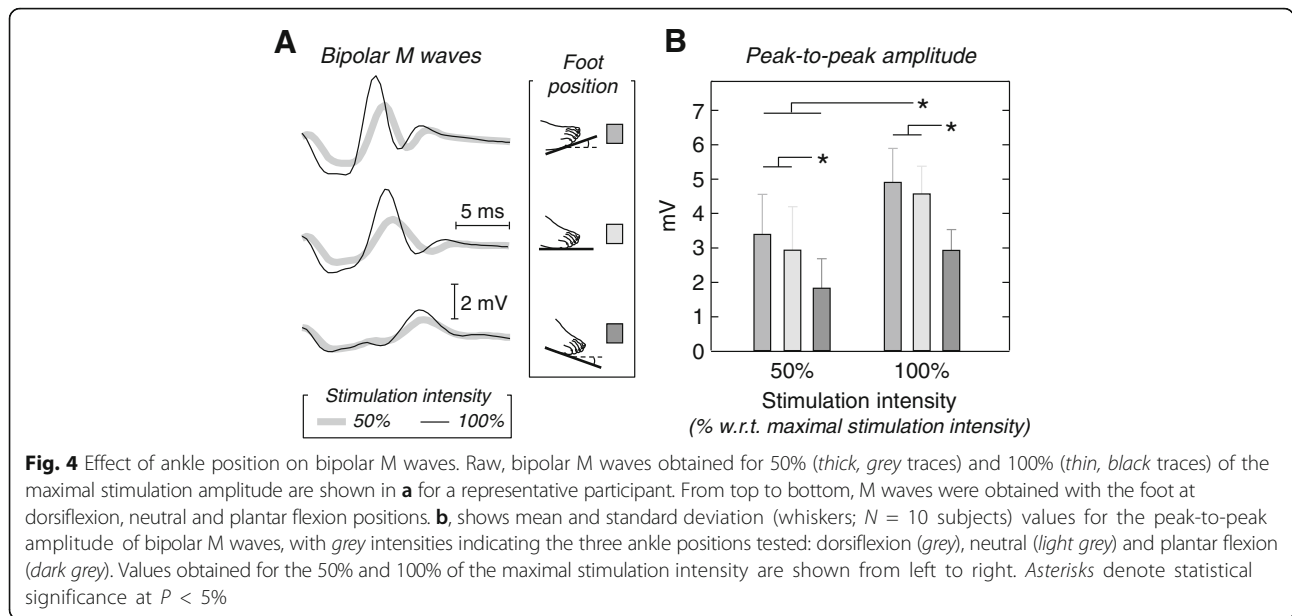 A
Bipolar M waves
Foot
position
5 ms
2 mV
Stimulation intensity
50% 100%
B
Peak-to-peak amplitude
*
*
*
7
6
5
4
3
2
1
0
mV
50% 100%
Stimulation intensity
(% w.r.t. maximal stimulation intensity)
Fig. 4 Effect of ankle position on bipolar M waves. Raw, bipolar M waves obtained for 50% (thick, grey traces) and 100% (thin, black traces) of the
maximal stimulation amplitude are shown in a for a representative participant. From top to bottom, M waves were obtained with the foot at
dorsiflexion, neutral and plantar flexion positions. b, shows mean and standard deviation (whiskers; N = 10 subjects) values for the peak-to-peak
amplitude of bipolar M waves, with grey intensities indicating the three ankle positions tested: dorsiflexion (grey), neutral (light grey) and plantar flexion
(dark grey). Values obtained for the 50% and 100% of the maximal stimulation intensity are shown from left to right. Asterisks denote statistical
significance at P < 5%